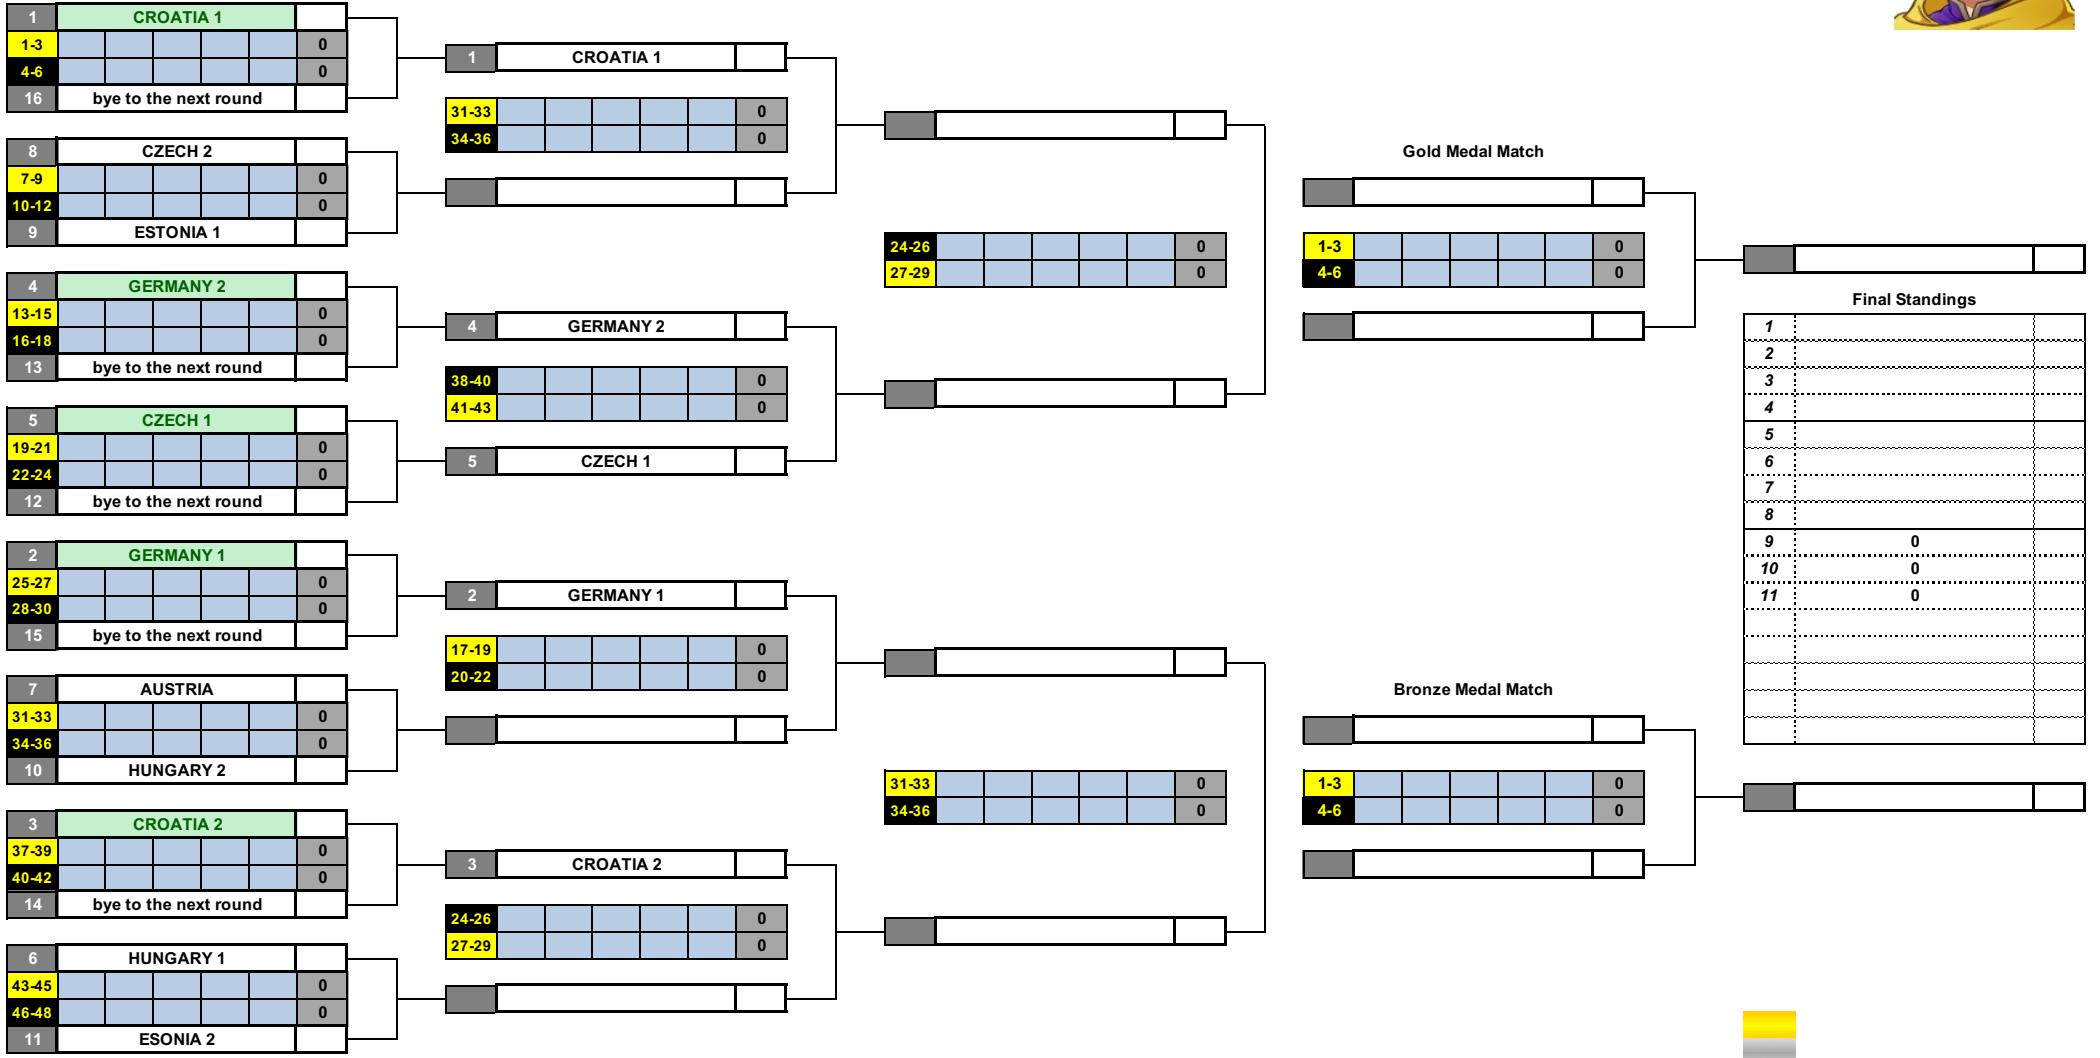 1 CROATIA 1
1-3 0
4-6 0
16 bye to the next round
8 CZECH 2
7-9 0
10-12 0
9 ESTONIA 1
4 GERMANY 2
13-15 0
16-18 0
13 bye to the next round
5 CZECH 1
19-21 0
22-24 0
12 bye to the next round
2 GERMANY 1
25-27 0
28-30 0
15 bye to the next round
7 AUSTRIA
31-33 0
34-36 0
10 HUNGARY 2
3 CROATIA 2
37-39 0
40-42 0
14 bye to the next round
6 HUNGARY 1
43-45 0
46-48 0
11 ESONIA 2
1 CROATIA 1
31-33 0
34-36 0
4 GERMANY 2
38-40 0
41-43 0
5 CZECH 1
2 GERMANY 1
17-19 0
20-22 0
3 CROATIA 2
24-26 0
27-29 0
24-26 0
27-29 0
31-33 0
34-36 0
Gold Medal Match
1-3 0
4-6 0
Bronze Medal Match
1-3 0
4-6 0
Final Standings
1
2
3
4
5
6
7
8
9 0
10 0
11 0